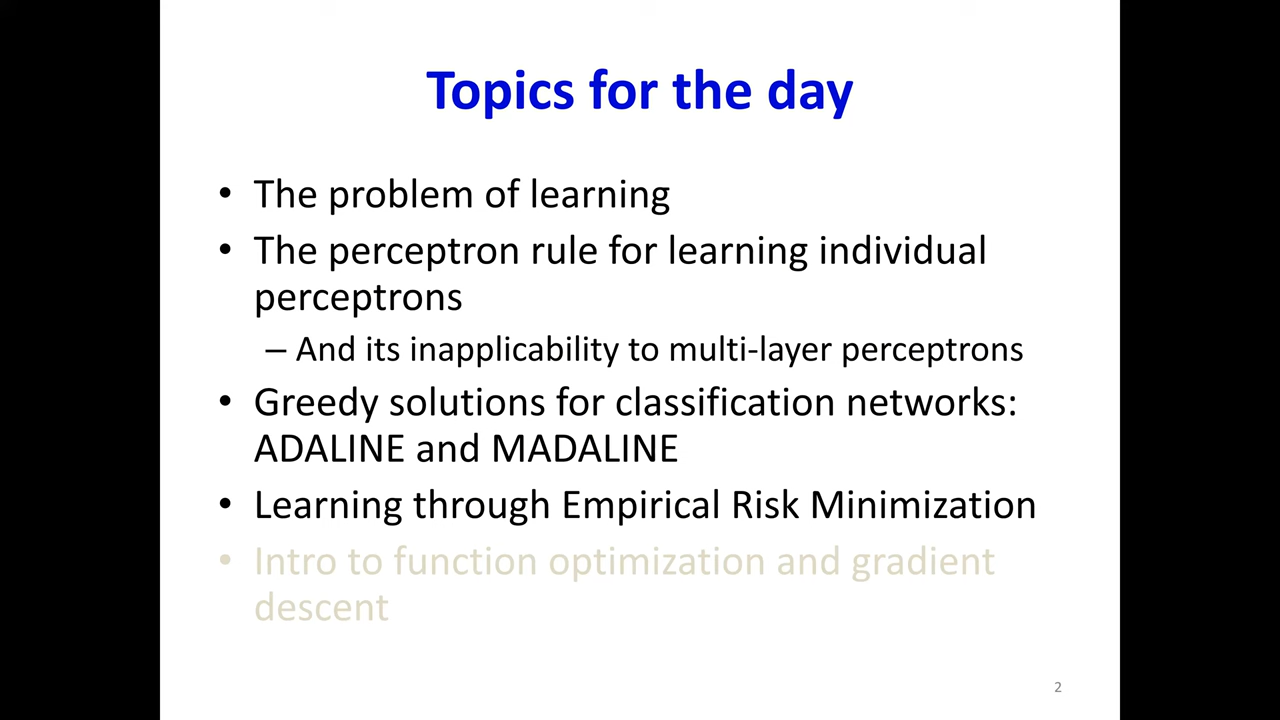 Topics for the day
• The problem of learning
• The perceptron rule for learning individual
perceptrons
– And its inapplicability to multi-layer perceptrons
• Greedy solutions for classification networks:
ADALINE and MADALINE
• Learning through Empirical Risk Minimization
• Intro to function optimization and gradient
descent
2